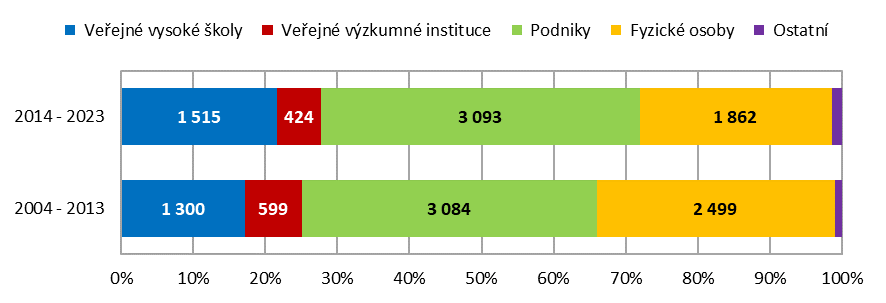 Veřejné vysoké školy Veřejné výzkumné instituce Podniky Fyzické osoby Ostatní
2014 - 2023 1 515 424 3 093 1 862
2004 - 2013 1 300 599 3 084 2 499
0% 10% 20% 30% 40% 50% 60% 70% 80% 90% 100%